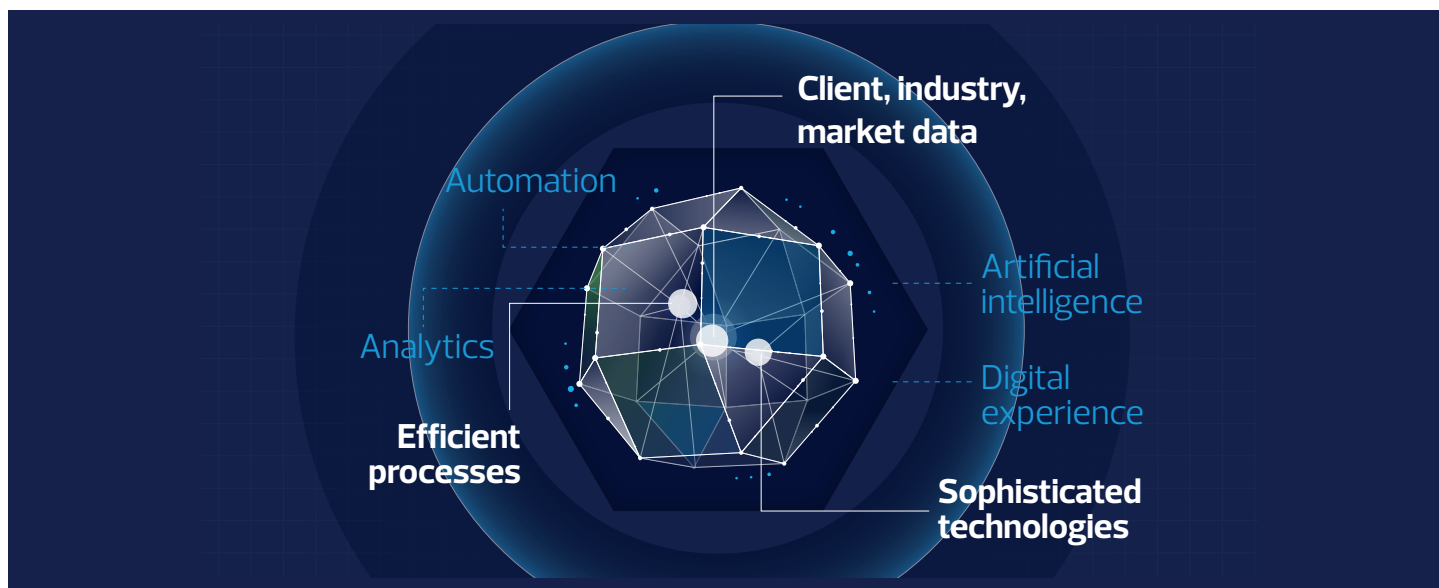 Client, industry,
market data
Automation
Artificial
intelligence
Analytics
Digital
experience
Efficient
processes
Sophisticated
technologies